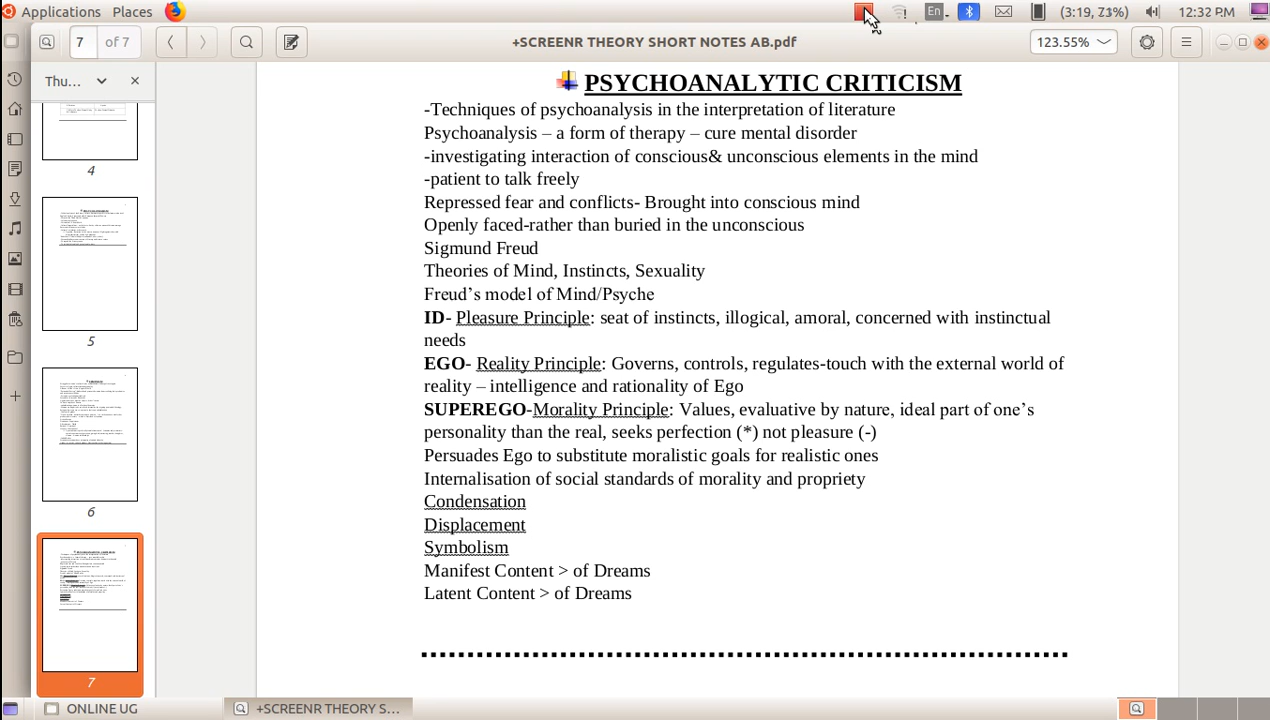 Applications Places En (3:19, 71%) 12:32 PM
7 of 7 +SCREENR THEORY SHORT NOTES AB.pdf 123.55%
Thu...
4
5
6
7
PSYCHOANALYTIC CRITICISM
-Techniques of psychoanalysis in the interpretation of literature
Psychoanalysis – a form of therapy – cure mental disorder
-investigating interaction of conscious& unconscious elements in the mind
-patient to talk freely
Repressed fear and conflicts- Brought into conscious mind
Openly faced-rather than buried in the unconscious
Sigmund Freud
Theories of Mind, Instincts, Sexuality
Freud’s model of Mind/Psyche
ID- Pleasure Principle: seat of instincts, illogical, amoral, concerned with instinctual
needs
EGO- Reality Principle: Governs, controls, regulates-touch with the external world of
reality – intelligence and rationality of Ego
SUPEREGO-Morality Principle: Values, evaluative by nature, ideal part of one’s
personality than the real, seeks perfection (*) not pleasure (-)
Persuades Ego to substitute moralistic goals for realistic ones
Internalisation of social standards of morality and propriety
Condensation
Displacement
Symbolism
Manifest Content > of Dreams
Latent Content > of Dreams
ONLINE UG +SCREENR THEORY S...